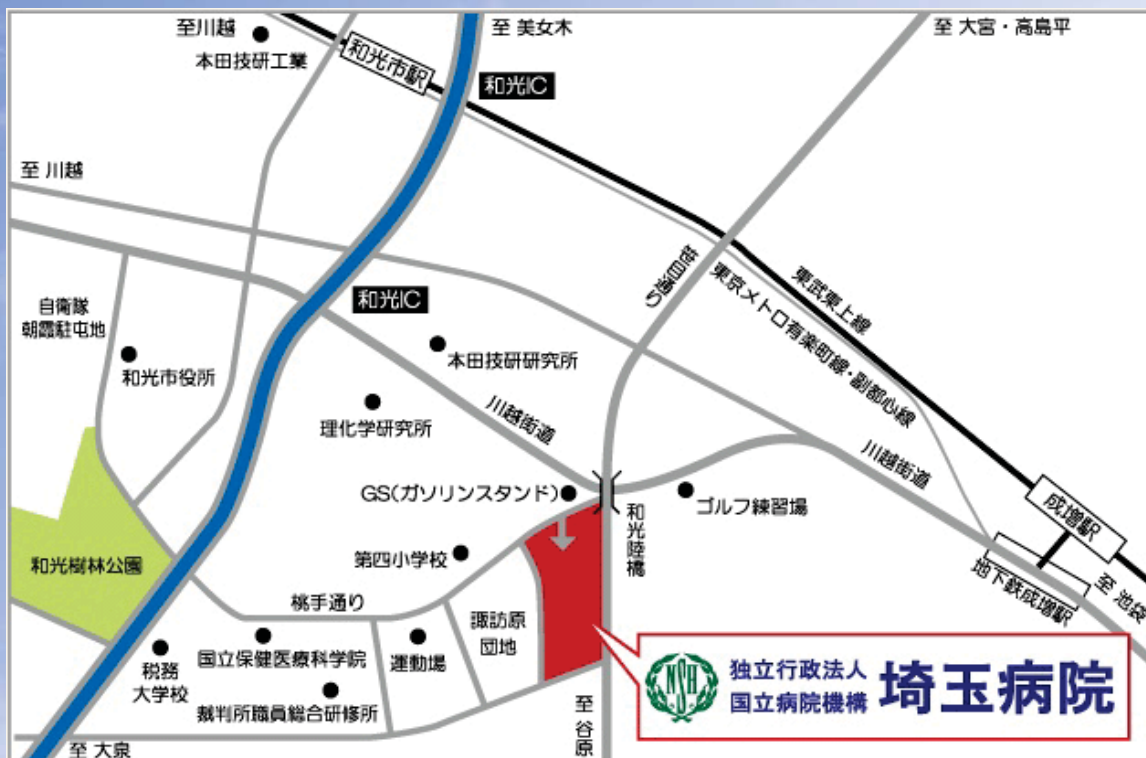 至川越
本田技研工業
和光市駅
至 美女木
和光IC
至 大宮・高島平
至 川越
笹目通り
東武東上線
東京メトロ有楽町線・副都心線
和光IC
自衛隊
朝霞駐屯地
和光市役所
本田技研研究所
理化学研究所
川越街道
川越街道
GS(ガソリンスタンド)
ゴルフ練習場
和光陸橋
成増駅
地下鉄成増駅
至 池袋
和光樹林公園
第四小学校
桃手通り
諏訪原
団地
国立保健医療科学院
運動場
税務
大学校
裁判所職員総合研修所
至 大泉
至 谷原
NSH
独立行政法人
国立病院機構
埼玉病院